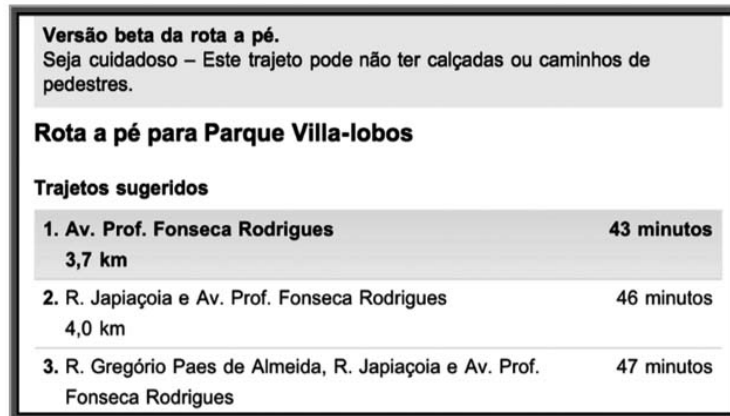 Versão beta da rota a pé.
Seja cuidadoso – Este trajeto pode não ter calçadas ou caminhos de
pedestres.
Rota a pé para Parque Villa-lobos
Trajetos sugeridos
1. Av. Prof. Fonseca Rodrigues 43 minutos
3,7 km
2. R. Japiaçoia e Av. Prof. Fonseca Rodrigues 46 minutos
4,0 km
3. R. Gregório Paes de Almeida, R. Japiaçoia e Av. Prof. 47 minutos
Fonseca Rodrigues